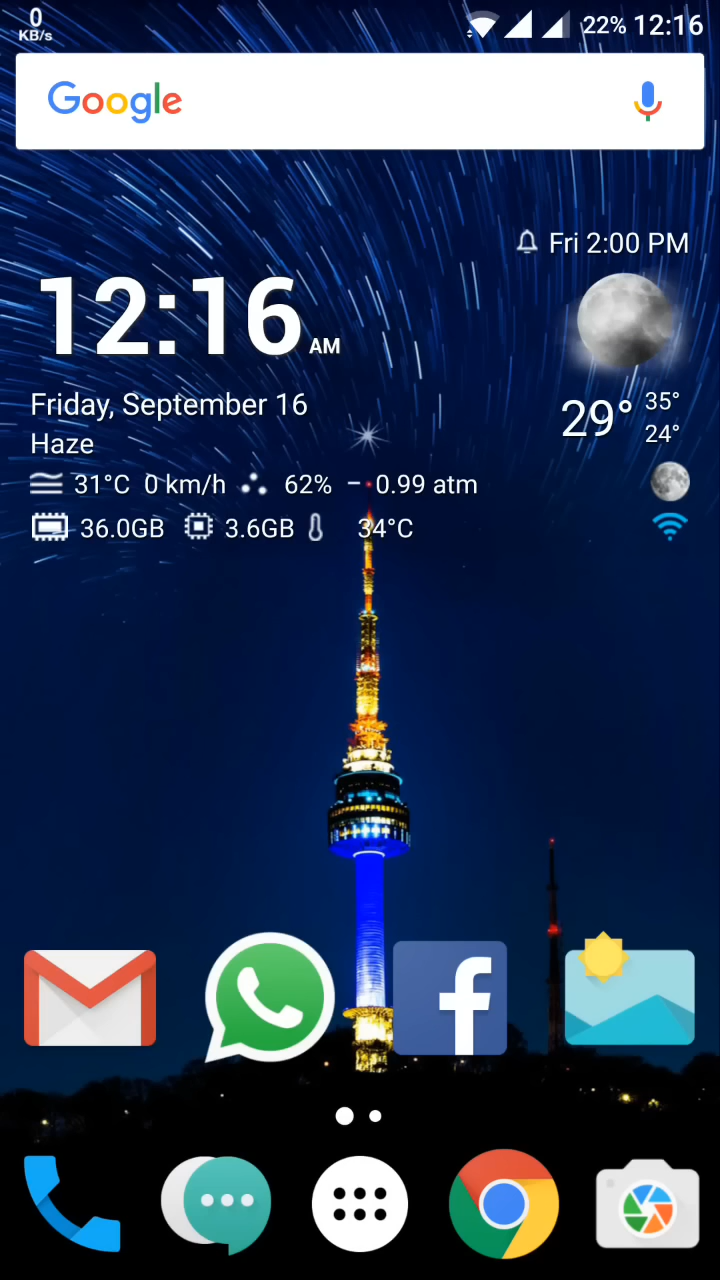 0
KB/s
22% 12:16
Google
Fri 2:00 PM
12:16 AM
Friday, September 16
Haze
29° 35°
24°
31°C 0 km/h 62% – 0.99 atm
36.0GB 3.6GB 34°C